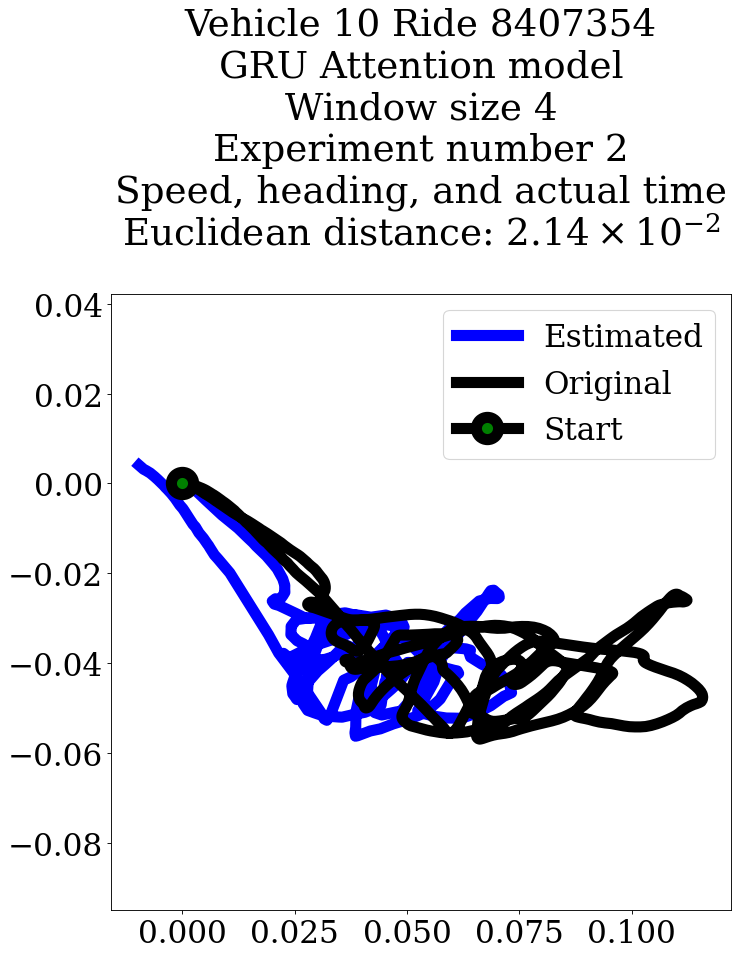 Vehicle 10 Ride 8407354
GRU Attention model
Window size 4
Experiment number 2
Speed, heading, and actual time
Euclidean distance: 2.14 × 10⁻²
Estimated
Original
Start
0.04
0.02
0.00
−0.02
−0.04
−0.06
−0.08
0.000 0.025 0.050 0.075 0.100